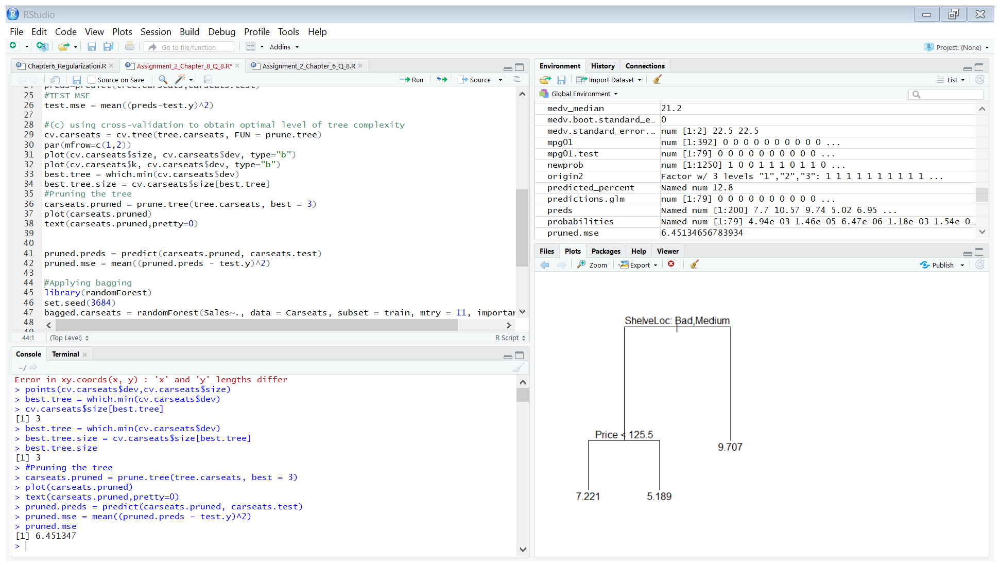 RStudio
File Edit Code View Plots Session Build Debug Profile Tools Help
Go to file/function Addins Project: (None)
Chapter6_Regularization.R Assignment_2_Chapter_8_Q_8.R* Assignment_2_Chapter_6_Q_8.R
Source on Save Run Source
24 preds=predict(tree.carseats,carseats.test)
25 #TEST MSE
26 test.mse = mean((preds-test.y)^2)
27
28 #(c) using cross-validation to obtain optimal level of tree complexity
29 cv.carseats = cv.tree(tree.carseats, FUN = prune.tree)
30 par(mfrow=c(1,2))
31 plot(cv.carseats$size, cv.carseats$dev, type="b")
32 plot(cv.carseats$k, cv.carseats$dev, type="b")
33 best.tree = which.min(cv.carseats$dev)
34 best.tree.size = cv.carseats$size[best.tree]
35 #Pruning the tree
36 carseats.pruned = prune.tree(tree.carseats, best = 3)
37 plot(carseats.pruned)
38 text(carseats.pruned,pretty=0)
39
40
41 pruned.preds = predict(carseats.pruned, carseats.test)
42 pruned.mse = mean((pruned.preds - test.y)^2)
43
44 #Applying bagging
45 library(randomForest)
46 set.seed(3684)
47 bagged.carseats = randomForest(Sales~., data = Carseats, subset = train, mtry = 11, importan
48
49
44:1 (Top Level) R Script
Console Terminal
~/
Error in xy.coords(x, y) : 'x' and 'y' lengths differ
> points(cv.carseats$dev,cv.carseats$size)
> best.tree = which.min(cv.carseats$dev)
> cv.carseats$size[best.tree]
[1] 3
> best.tree = which.min(cv.carseats$dev)
> best.tree.size = cv.carseats$size[best.tree]
> best.tree.size
[1] 3
> #Pruning the tree
> carseats.pruned = prune.tree(tree.carseats, best = 3)
> plot(carseats.pruned)
> text(carseats.pruned,pretty=0)
> pruned.preds = predict(carseats.pruned, carseats.test)
> pruned.mse = mean((pruned.preds - test.y)^2)
> pruned.mse
[1] 6.451347
>
Environment History Connections
Import Dataset List
Global Environment
medv_median 21.2
medv.boot.standard_e... 0
medv.standard_error.... num [1:2] 22.5 22.5
mpg01 num [1:392] 0 0 0 0 0 0 0 0 0 0 ...
mpg01.test num [1:79] 0 0 0 0 0 0 0 0 0 0 ...
newprob num [1:1250] 1 0 0 1 1 1 0 1 1 0 ...
origin2 Factor w/ 3 levels "1","2","3": 1 1 1 1 1 1 1 1 1 1 ...
predicted_percent Named num 12.8
predictions.glm num [1:79] 0 0 0 0 0 0 0 0 0 0 ...
preds Named num [1:200] 7.7 10.57 9.74 5.02 6.95 ...
probabilities Named num [1:79] 4.94e-03 1.46e-05 6.47e-06 1.18e-03 1.54e-0...
pruned.mse 6.45134656783934
Files Plots Packages Help Viewer
Zoom Export Publish
ShelveLoc: Bad,Medium
Price < 125.5
9.707
7.221 5.189